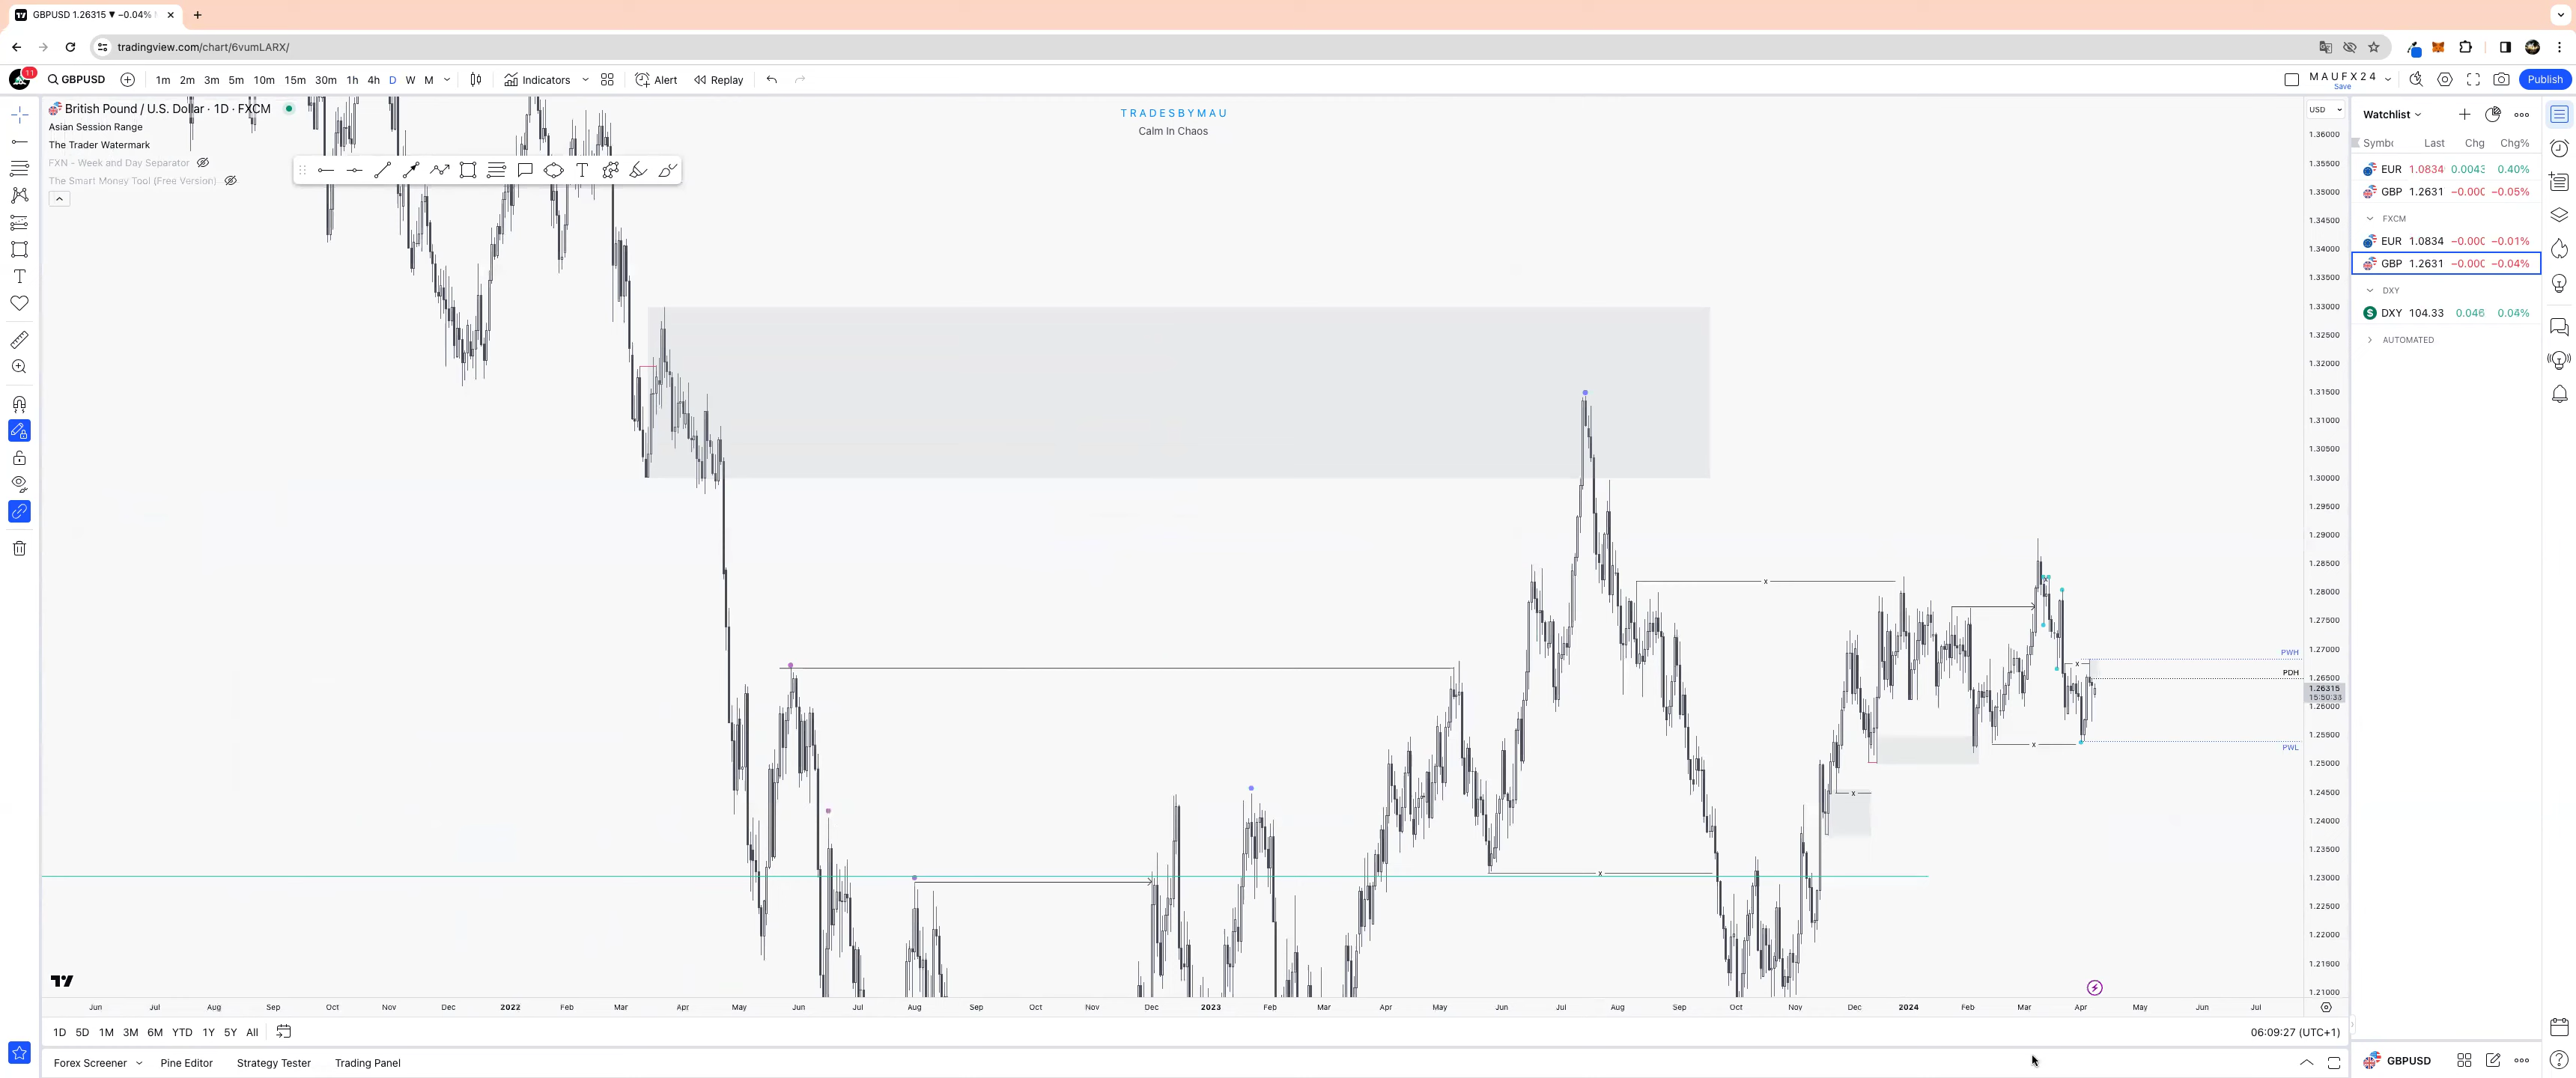 GBPUSD 1.26315 ▼ −0.04%
tradingview.com/chart/6vumLARX/
11
GBPUSD
1m 2m 3m 5m 10m 15m 30m 1h 4h D W M
Indicators
Alert
Replay
MAUFX24
Save
Publish
British Pound / U.S. Dollar · 1D · FXCM
Asian Session Range
The Trader Watermark
FXN - Week and Day Separator
The Smart Money Tool (Free Version)
TRADESBYMAU
Calm In Chaos
USD
1.36000
1.35500
1.35000
1.34500
1.34000
1.33500
1.33000
1.32500
1.32000
1.31500
1.31000
1.30500
1.30000
1.29500
1.29000
1.28500
1.28000
1.27500
1.27000
1.26500
1.26315
15:50:33
1.26000
1.25500
1.25000
1.24500
1.24000
1.23500
1.23000
1.22500
1.22000
1.21500
1.21000
x
x
x
x
x
PWH
PDH
PWL
Jun Jul Aug Sep Oct Nov Dec 2022 Feb Mar Apr May Jun Jul Aug Sep Oct Nov Dec 2023 Feb Mar Apr May Jun Jul Aug Sep Oct Nov Dec 2024 Feb Mar Apr May Jun Jul
1D 5D 1M 3M 6M YTD 1Y 5Y All
06:09:27 (UTC+1)
Forex Screener
Pine Editor
Strategy Tester
Trading Panel
Watchlist
Symbo Last Chg Chg%
EUR 1.0834 0.0043 0.40%
GBP 1.2631 −0.000 −0.05%
FXCM
EUR 1.0834 −0.000 −0.01%
GBP 1.2631 −0.000 −0.04%
DXY
DXY 104.33 0.046 0.04%
AUTOMATED
GBPUSD